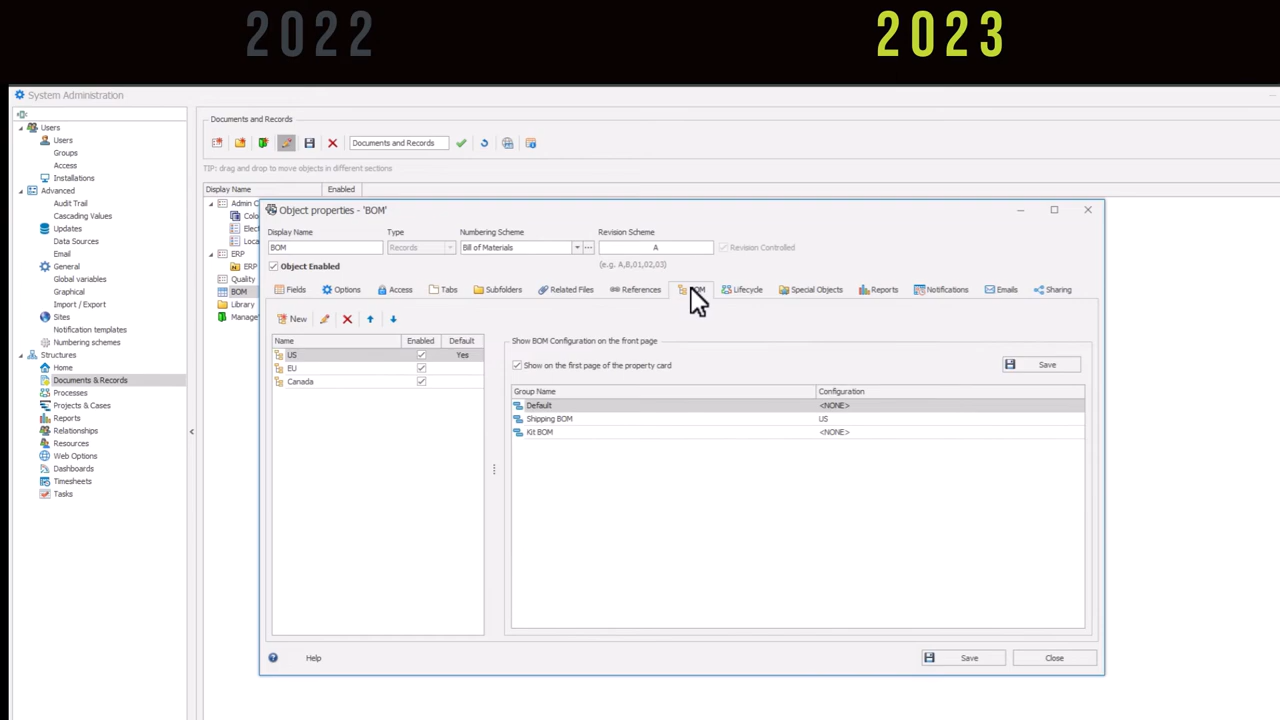 2022
2023
System Administration
Documents and Records
Users
Users
Groups
Access
Installations
Advanced
Audit Trail
Cascading Values
Updates
Data Sources
Email
General
Global variables
Graphical
Import / Export
Sites
Notification templates
Numbering schemes
Structures
Home
Documents & Records
Processes
Projects & Cases
Reports
Relationships
Resources
Web Options
Dashboards
Timesheets
Tasks
Documents and Records
TIP: drag and drop to move objects in different sections
Display Name Enabled
Admin C
Colo
Elect
Loca
ERP
ERP
Quality
BOM
Library
Manage
Object properties - 'BOM'
Display Name Type Numbering Scheme Revision Scheme
BOM Records Bill of Materials A Revision Controlled
Object Enabled (e.g. A,B,01,02,03)
Fields Options Access Tabs Subfolders Related Files References Lifecycle Special Objects Reports Notifications Emails Sharing
New
Name Enabled Default
US Yes
EU
Canada
Show BOM Configuration on the front page
Show on the first page of the property card Save
Group Name Configuration
Default <NONE>
Shipping BOM US
Kit BOM <NONE>
Help Save Close